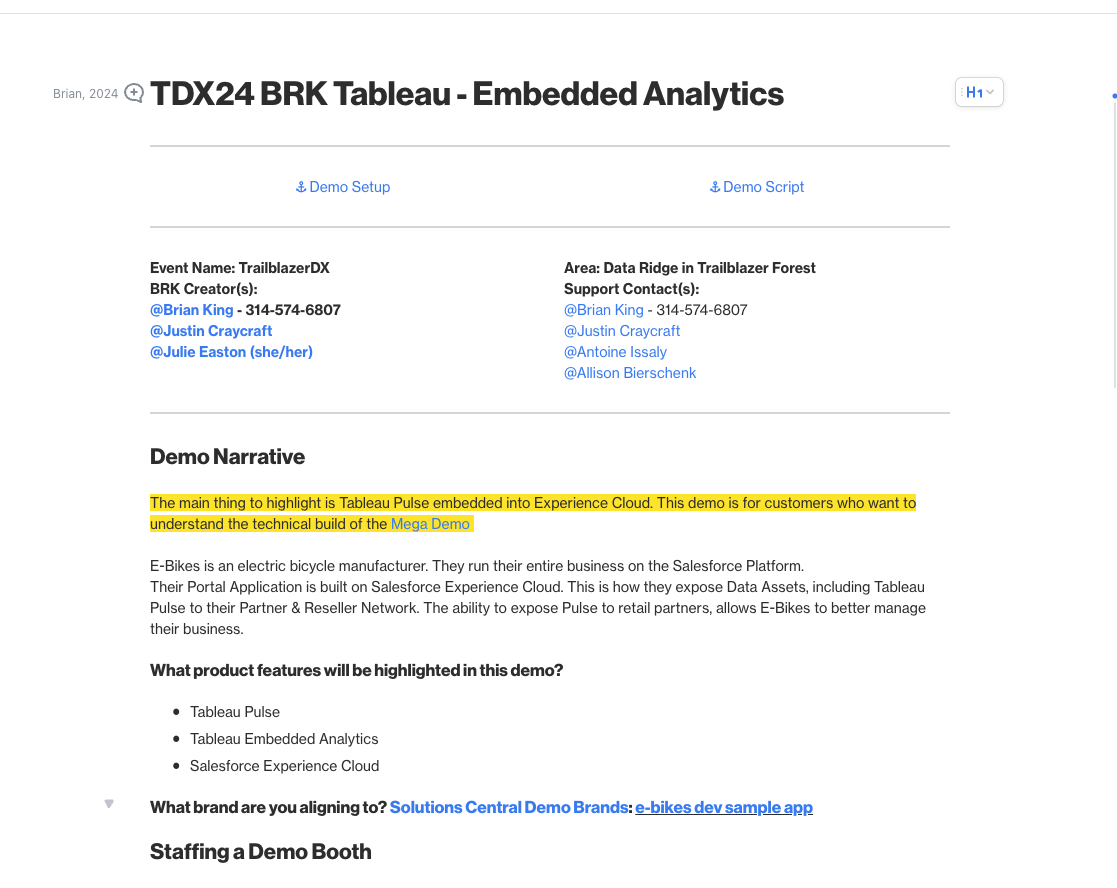 Brian, 2024
TDX24 BRK Tableau - Embedded Analytics
H1
Demo Setup
Demo Script
Event Name: TrailblazerDX
BRK Creator(s):
@Brian King - 314-574-6807
@Justin Craycraft
@Julie Easton (she/her)
Area: Data Ridge in Trailblazer Forest
Support Contact(s):
@Brian King - 314-574-6807
@Justin Craycraft
@Antoine Issaly
@Allison Bierschenk
Demo Narrative
The main thing to highlight is Tableau Pulse embedded into Experience Cloud. This demo is for customers who want to
understand the technical build of the Mega Demo
E-Bikes is an electric bicycle manufacturer. They run their entire business on the Salesforce Platform.
Their Portal Application is built on Salesforce Experience Cloud. This is how they expose Data Assets, including Tableau
Pulse to their Partner & Reseller Network. The ability to expose Pulse to retail partners, allows E-Bikes to better manage
their business.
What product features will be highlighted in this demo?
Tableau Pulse
Tableau Embedded Analytics
Salesforce Experience Cloud
What brand are you aligning to? Solutions Central Demo Brands: e-bikes dev sample app
Staffing a Demo Booth